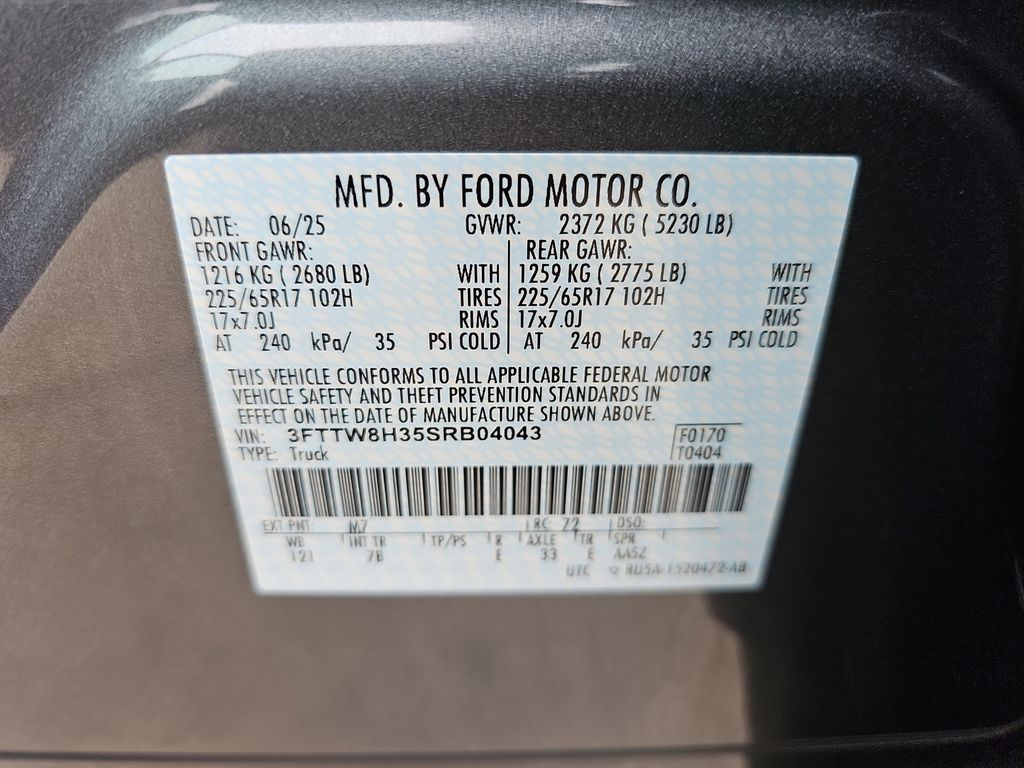 MFD. BY FORD MOTOR CO.
DATE: 06/25 GVWR: 2372 KG ( 5230 LB)
FRONT GAWR: REAR GAWR:
1216 KG ( 2680 LB) WITH 1259 KG ( 2775 LB) WITH
225/65R17 102H TIRES 225/65R17 102H TIRES
17x7.0J RIMS 17x7.0J RIMS
AT 240 kPa/ 35 PSI COLD AT 240 kPa/ 35 PSI COLD
THIS VEHICLE CONFORMS TO ALL APPLICABLE FEDERAL MOTOR
VEHICLE SAFETY AND THEFT PREVENTION STANDARDS IN
EFFECT ON THE DATE OF MANUFACTURE SHOWN ABOVE.
VIN: 3FTTW8H35SRB04043 F0170
TYPE: Truck T0404
EXT PNT: M7 RC: 72 DSO:
WB INT TR TP/PS R AXLE TR SPR
121 7B E 33 E AASZ
UTC ▽ RU5A-1520472-AB